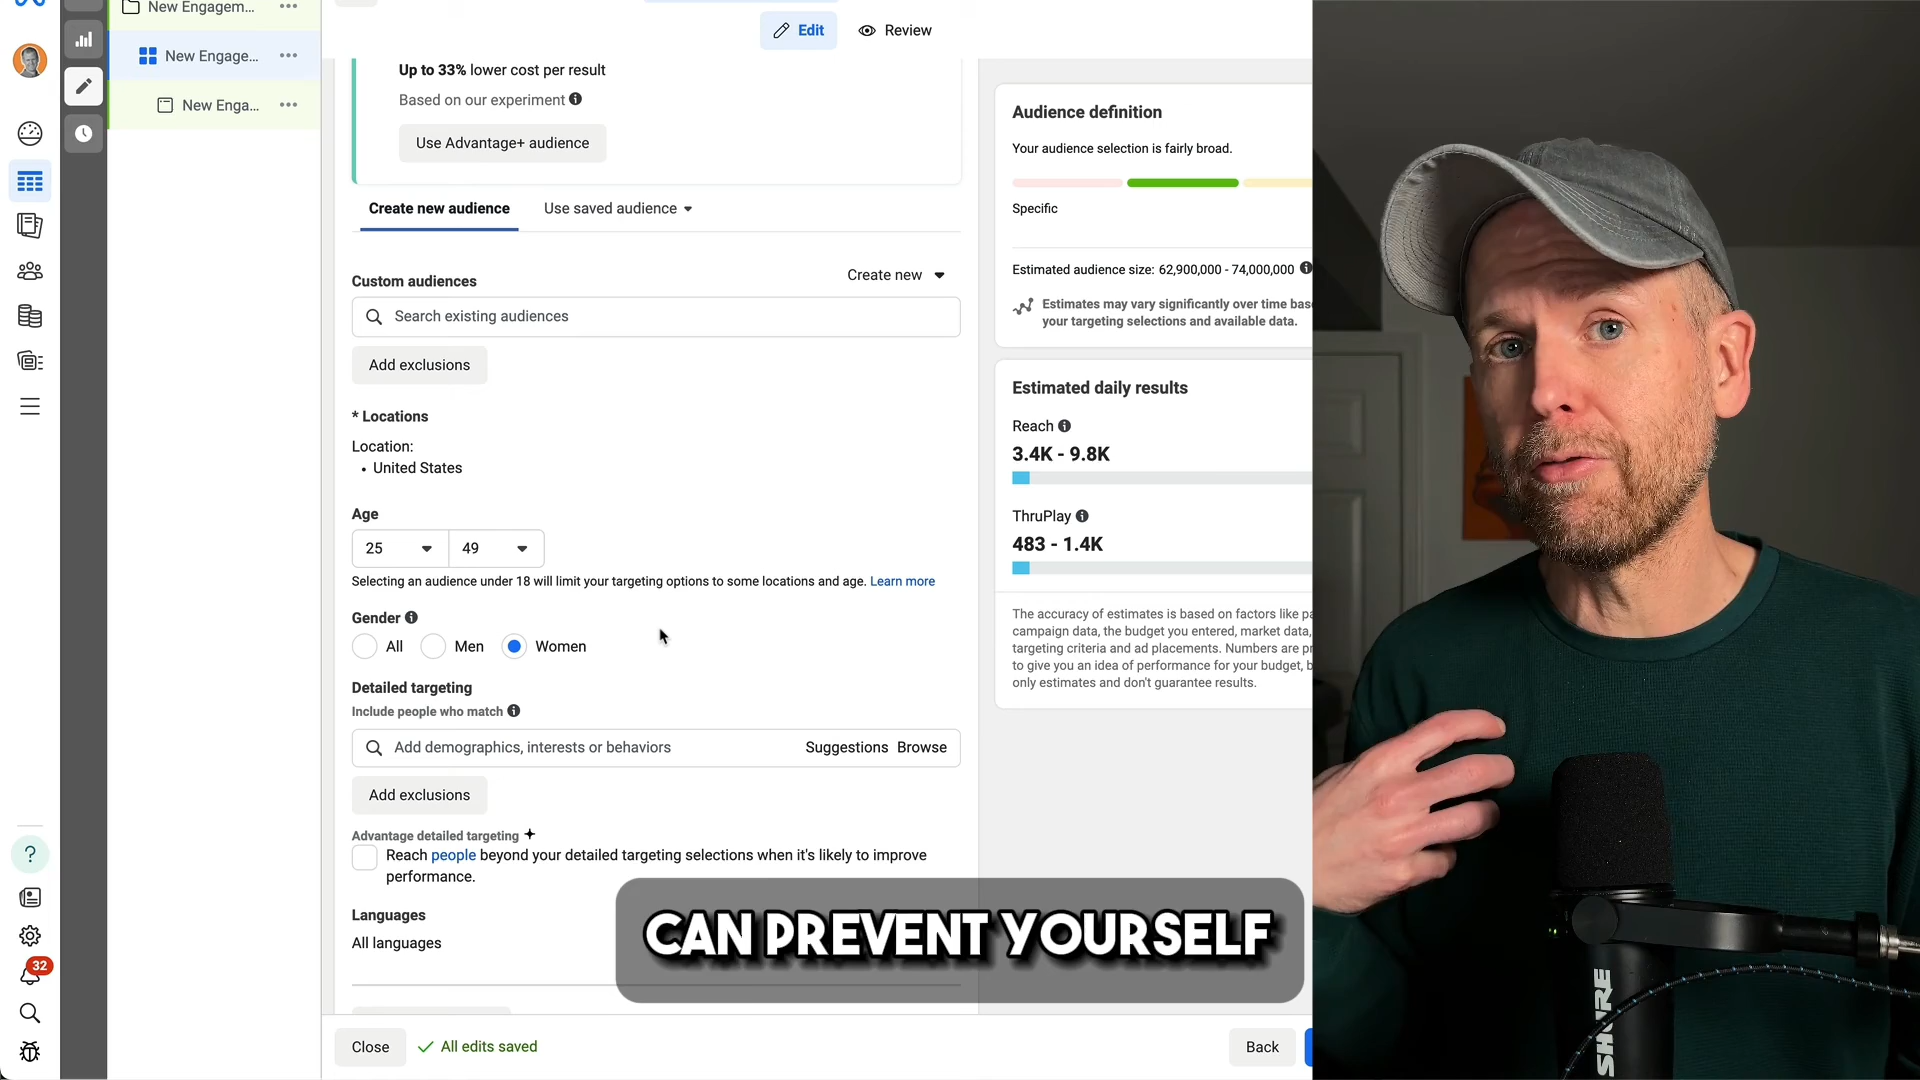 New Engagem...
New Engage...
New Enga...
Edit
Review
Up to 33% lower cost per result
Based on our experiment
Use Advantage+ audience
Create new audience
Use saved audience
Custom audiences
Create new
Search existing audiences
Add exclusions
* Locations
Location:
• United States
Age
25
49
Selecting an audience under 18 will limit your targeting options to some locations and age. Learn more
Gender
All
Men
Women
Detailed targeting
Include people who match
Add demographics, interests or behaviors
Suggestions
Browse
Add exclusions
Advantage detailed targeting +
Reach people beyond your detailed targeting selections when it's likely to improve
performance.
Languages
All languages
Close
All edits saved
Back
32
Audience definition
Your audience selection is fairly broad.
Specific
Estimated audience size: 62,900,000 - 74,000,000
Estimates may vary significantly over time
your targeting selections and available data.
Estimated daily results
Reach
3.4K - 9.8K
ThruPlay
483 - 1.4K
The accuracy of estimates is based on factors like
campaign data, the budget you entered, market data,
targeting criteria and ad placements. Numbers are
to give you an idea of performance for your budget,
only estimates and don't guarantee results.
CAN PREVENT YOURSELF
SHURE